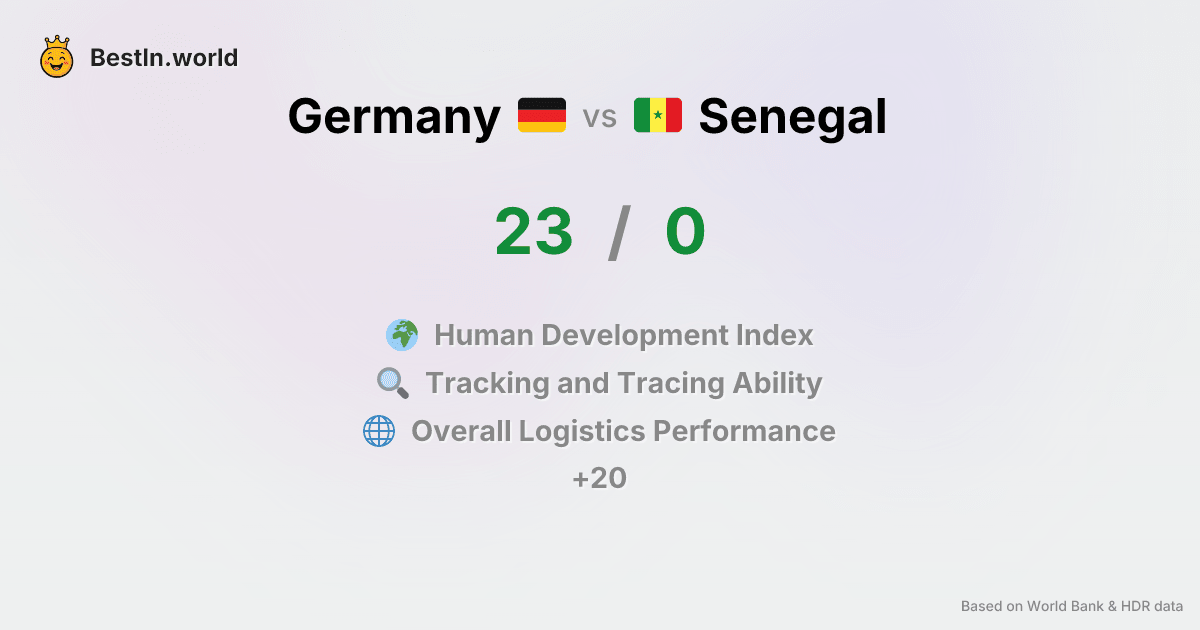 BestIn.world
Germany vs Senegal
23 / 0
Human Development Index
Tracking and Tracing Ability
Overall Logistics Performance
+20
Based on World Bank & HDR data